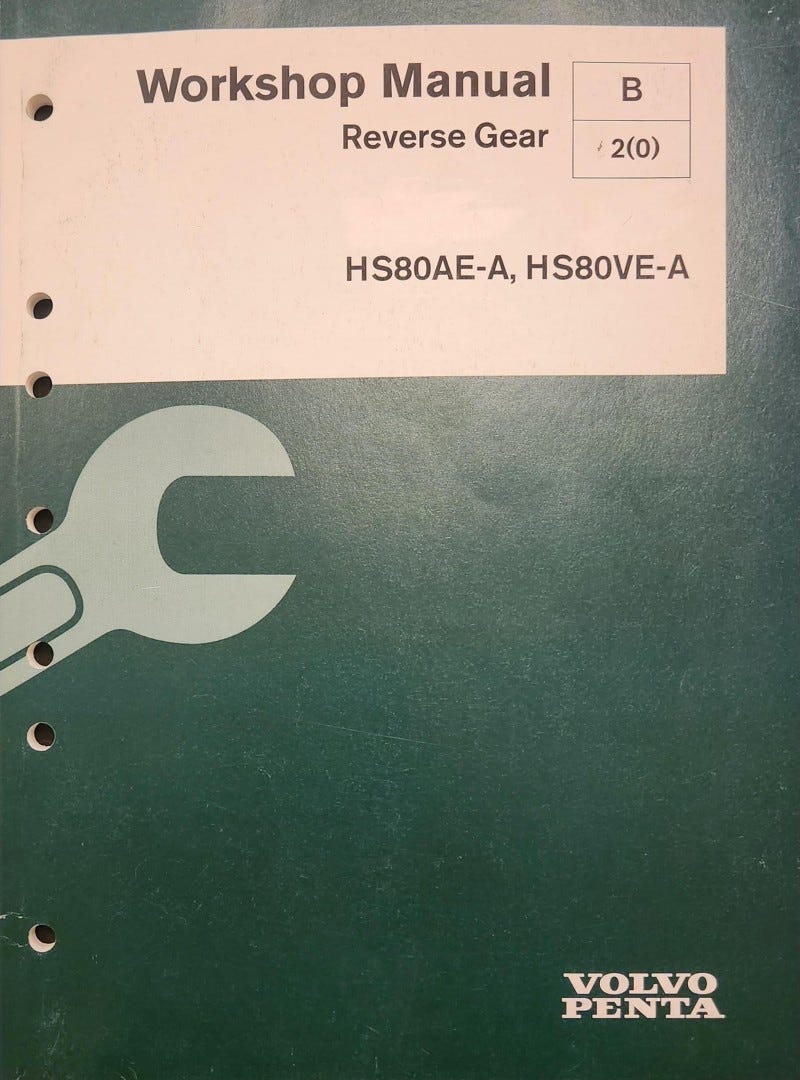 Workshop Manual
B
Reverse Gear
2(0)
HS80AE-A, HS80VE-A
VOLVO
PENTA